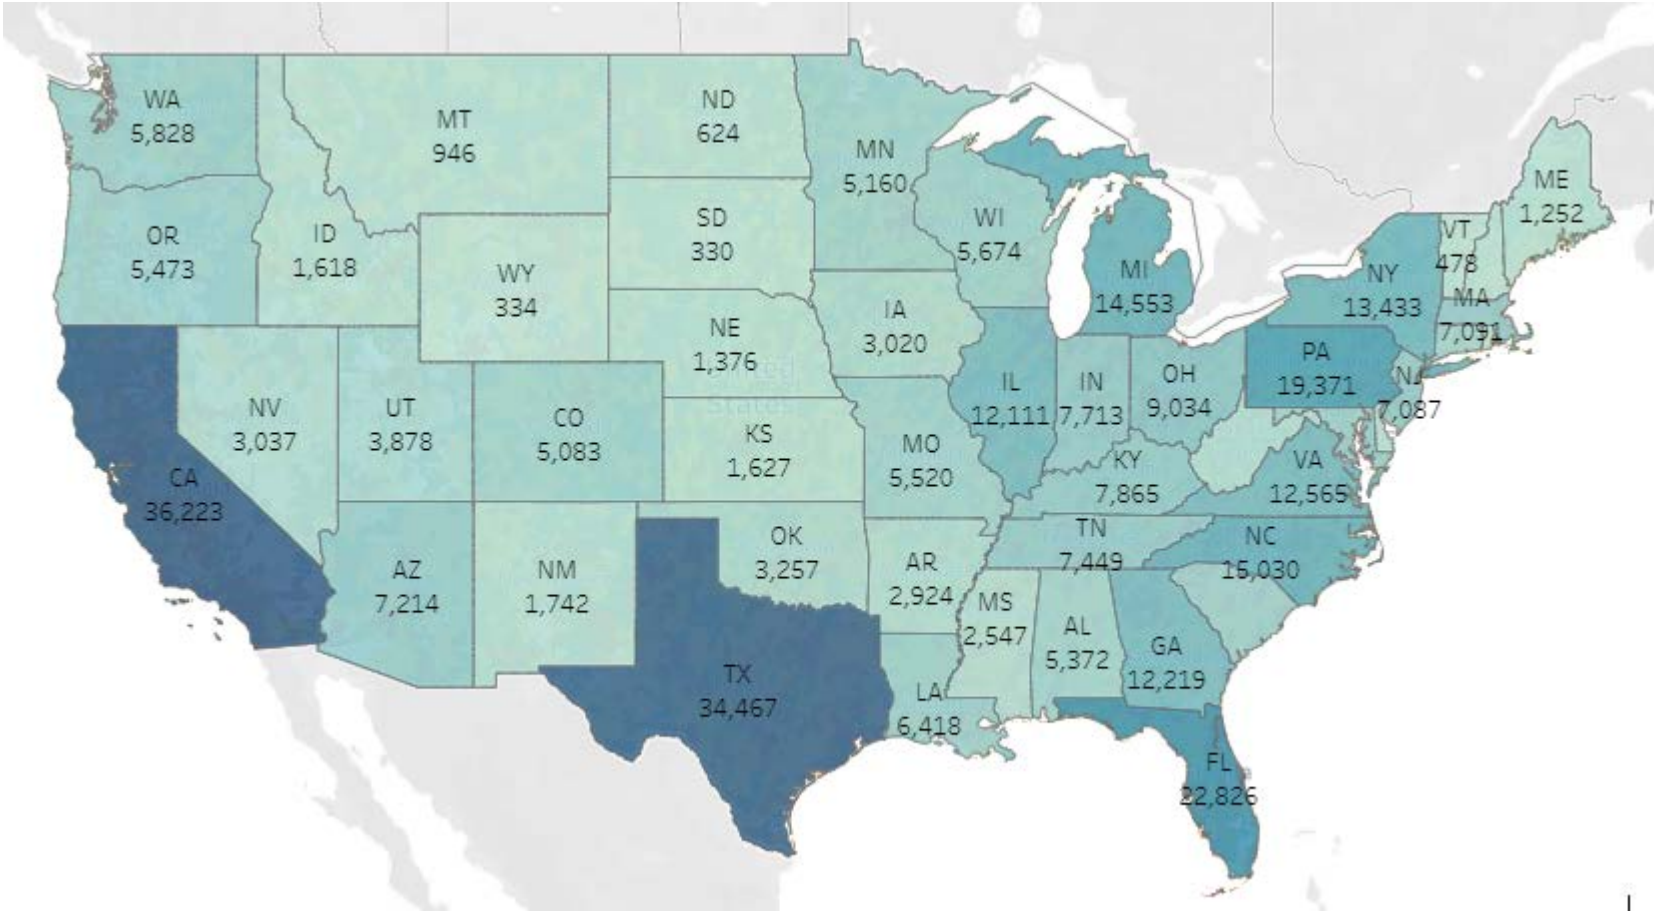 WA
5,828
MT
946
ND
624
MN
5,160
ME
1,252
OR
5,473
ID
1,618
WY
334
SD
330
WI
5,674
MI
14,553
NY
13,433
VT
478
MA
7,091
NE
1,376
IA
3,020
United
States
PA
19,371
NJ
7,087
NV
3,037
UT
3,878
CO
5,083
KS
1,627
MO
5,520
IL
12,111
IN
7,713
OH
9,034
KY
7,865
VA
12,565
CA
36,223
AZ
7,214
NM
1,742
OK
3,257
AR
2,924
TN
7,449
NC
15,030
MS
2,547
AL
5,372
GA
12,219
TX
34,467
LA
6,418
FL
22,826